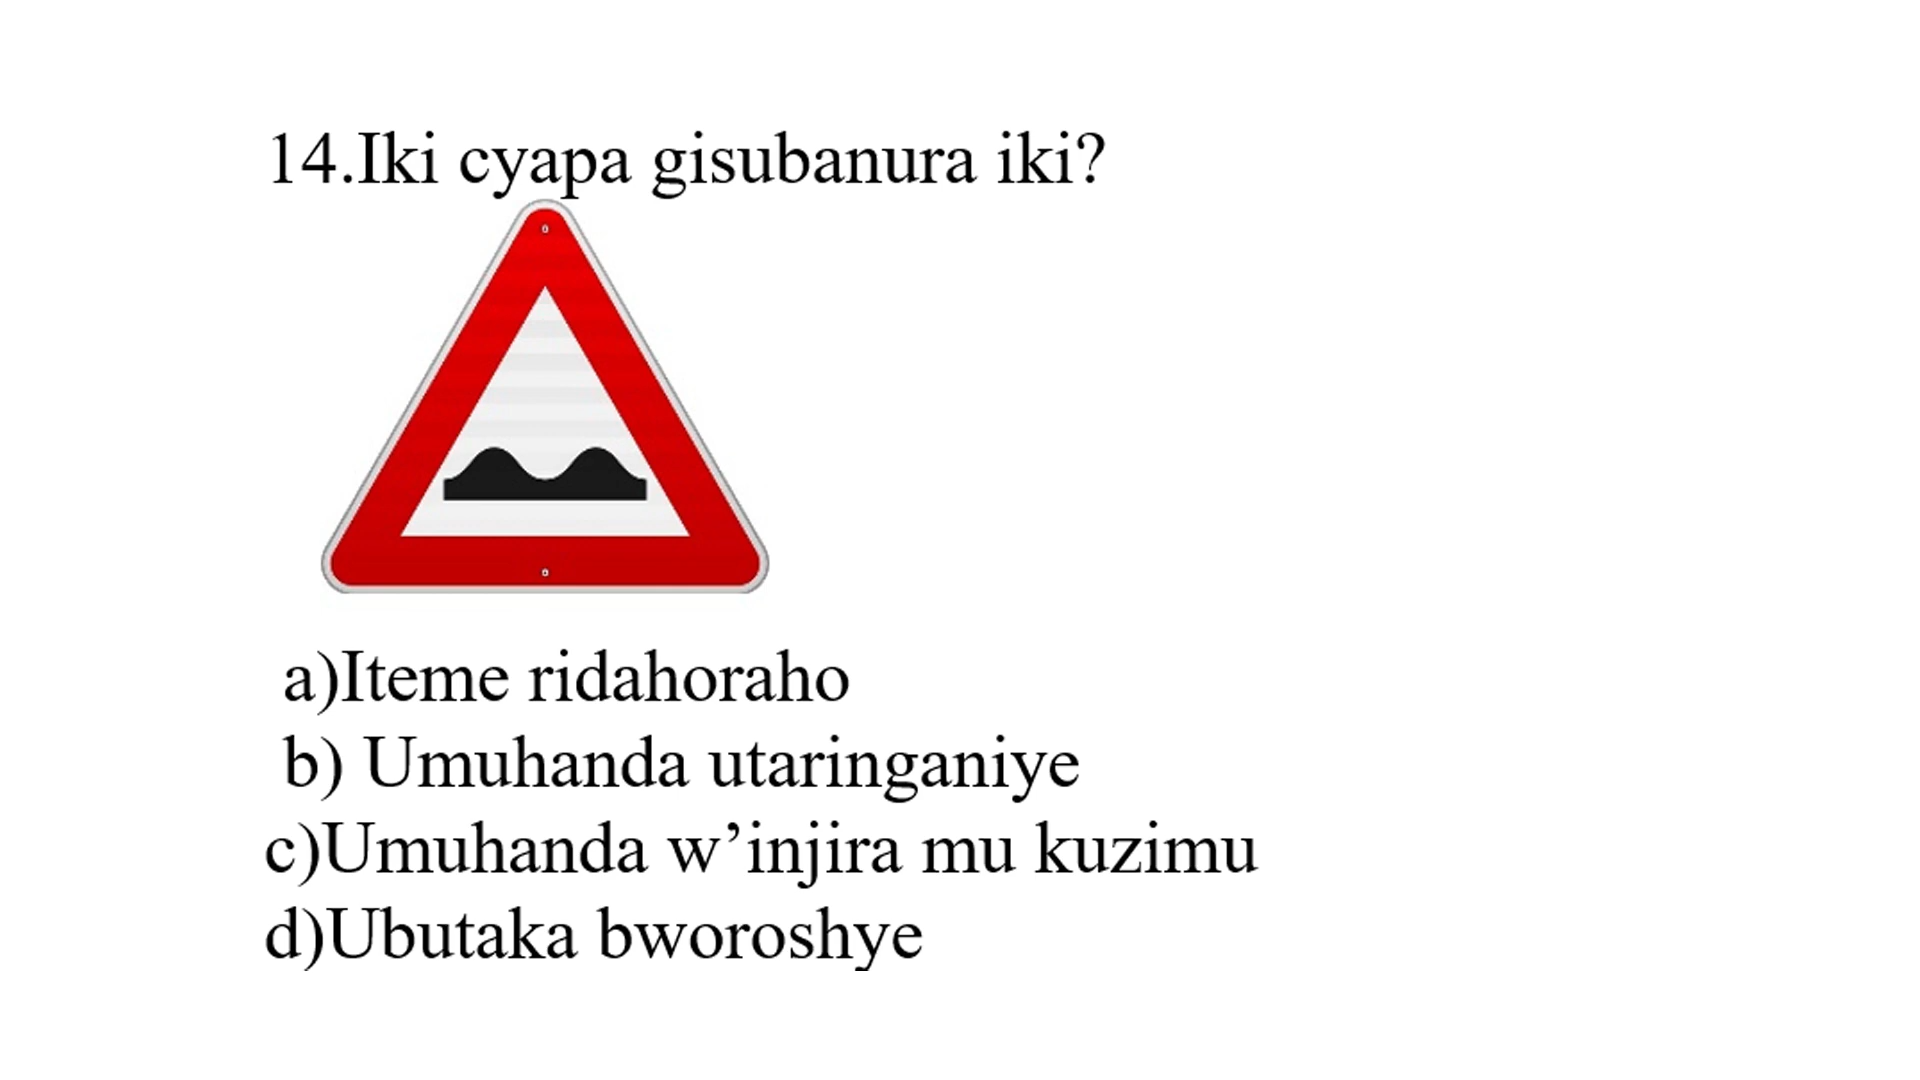 14.Iki cyapa gisubanura iki?
a)Iteme ridahoraho
b) Umuhanda utaringaniye
c)Umuhanda w’injira mu kuzimu
d)Ubutaka bworoshye